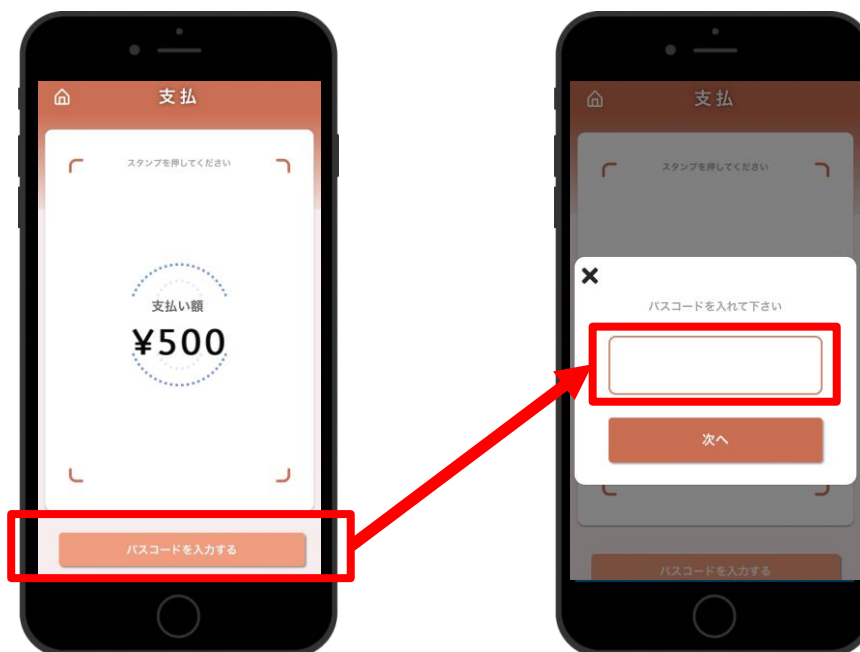 支払
スタンプを押してください
支払い額
¥500
パスコードを入力する
支払
スタンプを押してください
パスコードを入れて下さい
次へ
パスコードを入力する